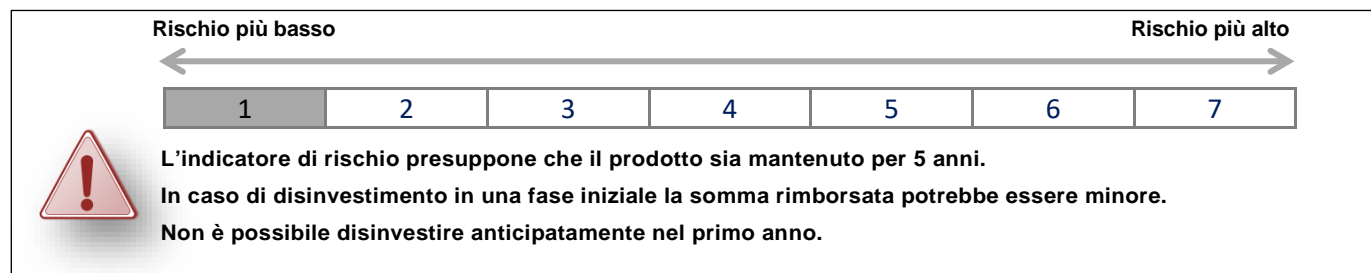 Rischio più basso Rischio più alto
1 2 3 4 5 6 7
L’indicatore di rischio presuppone che il prodotto sia mantenuto per 5 anni.
In caso di disinvestimento in una fase iniziale la somma rimborsata potrebbe essere minore.
Non è possibile disinvestire anticipatamente nel primo anno.